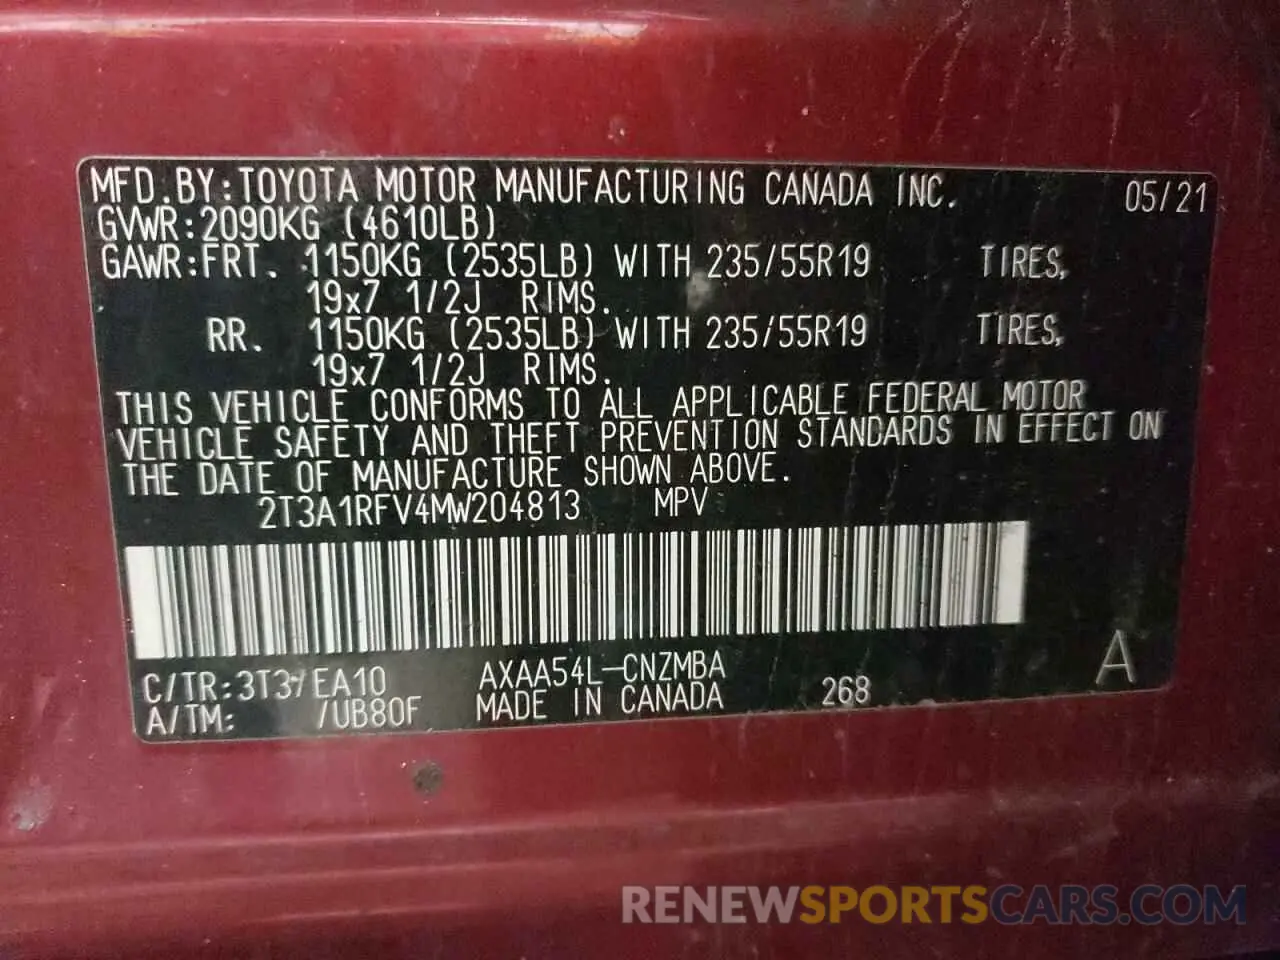 MFD.BY:TOYOTA MOTOR MANUFACTURING CANADA INC. 05/21
GVWR:2090KG (4610LB)
GAWR:FRT. 1150KG (2535LB) WITH 235/55R19 TIRES,
19x7 1/2J RIMS.
RR. 1150KG (2535LB) WITH 235/55R19 TIRES,
19x7 1/2J RIMS.
THIS VEHICLE CONFORMS TO ALL APPLICABLE FEDERAL MOTOR
VEHICLE SAFETY AND THEFT PREVENTION STANDARDS IN EFFECT ON
THE DATE OF MANUFACTURE SHOWN ABOVE.
2T3A1RFV4MW204813 MPV
C/TR:3T3/EA10 AXAA54L-CNZMBA
A/TM: /UB80F MADE IN CANADA 268 A
RENEWSPORTSCARS.COM